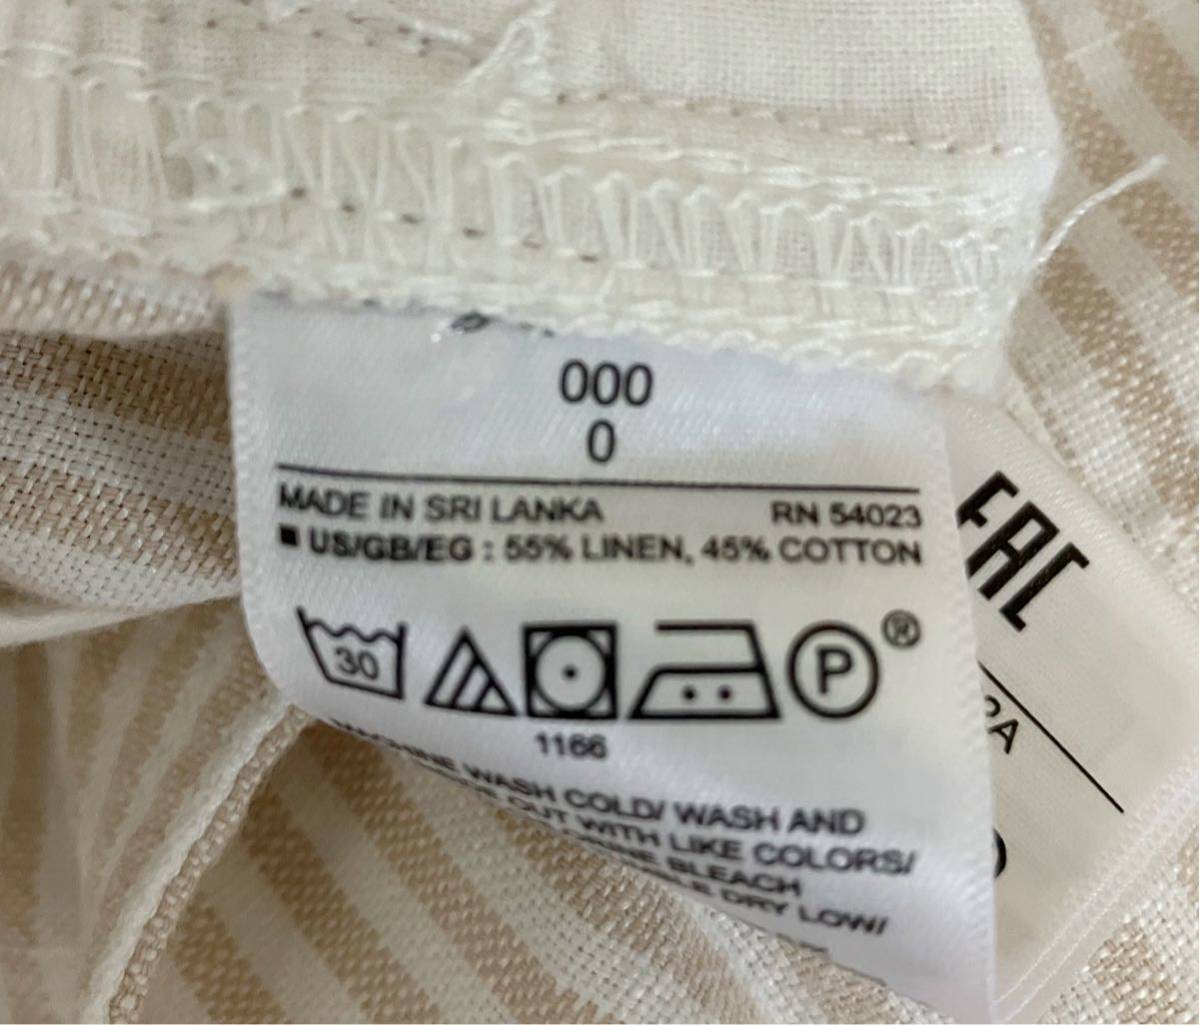 000
0
MADE IN SRI LANKA RN 54023
US/GB/EG : 55% LINEN, 45% COTTON
30 P ®
1166
MACHINE WASH COLD/ WASH AND
OUT WITH LIKE COLORS/
BLEACH
DRY LOW/
EAC